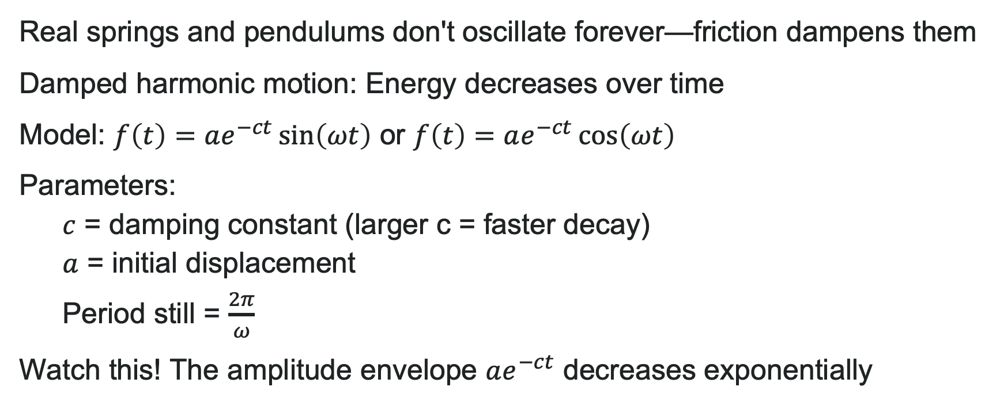 Real springs and pendulums don't oscillate forever—friction dampens them
Damped harmonic motion: Energy decreases over time
Model: $f(t) = ae^{-ct} \sin(\omega t)$ or $f(t) = ae^{-ct} \cos(\omega t)$
Parameters:
$c$ = damping constant (larger c = faster decay)
$a$ = initial displacement
Period still = $\frac{2\pi}{\omega}$
Watch this! The amplitude envelope $ae^{-ct}$ decreases exponentially